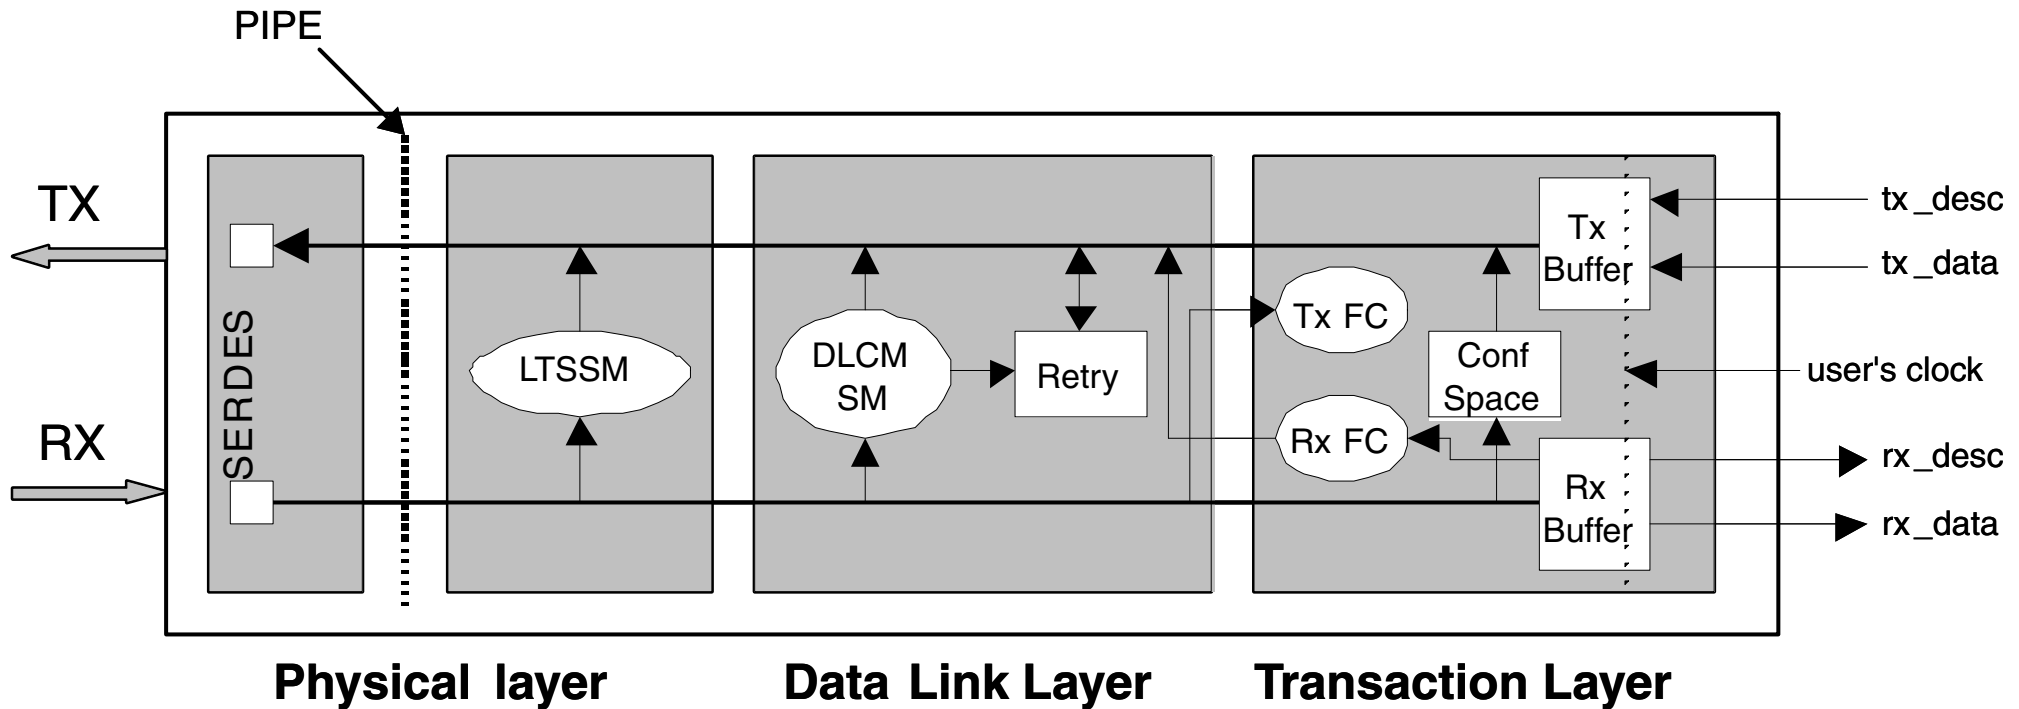 PIPE
TX
RX
SERDES
LTSSM
DLCM
SM
Retry
Tx FC
Rx FC
Conf
Space
Tx
Buffer
Rx
Buffer
tx_desc
tx_data
user's clock
rx_desc
rx_data
Physical layer
Data Link Layer
Transaction Layer